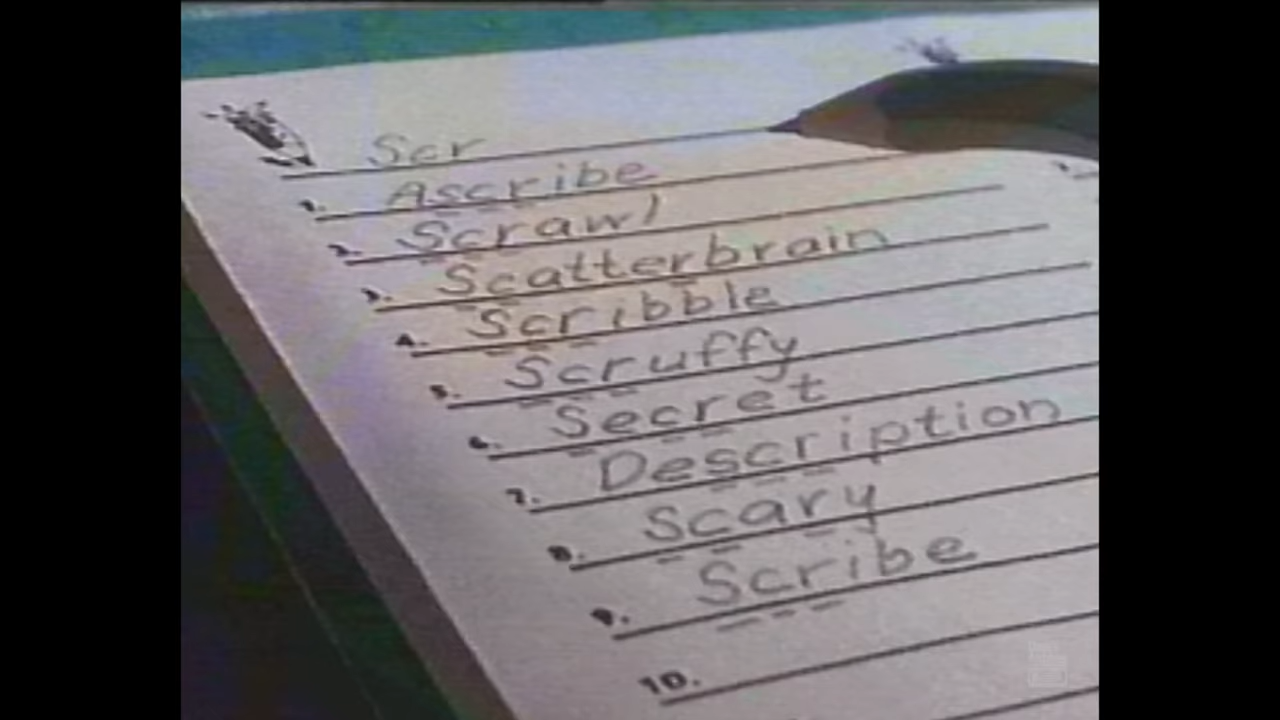 Scr
1. Ascribe
2. Scrawl
3. Scatterbrain
4. Scribble
5. Scruffy
6. Secret
7. Description
8. Scary
9. Scribe
10.